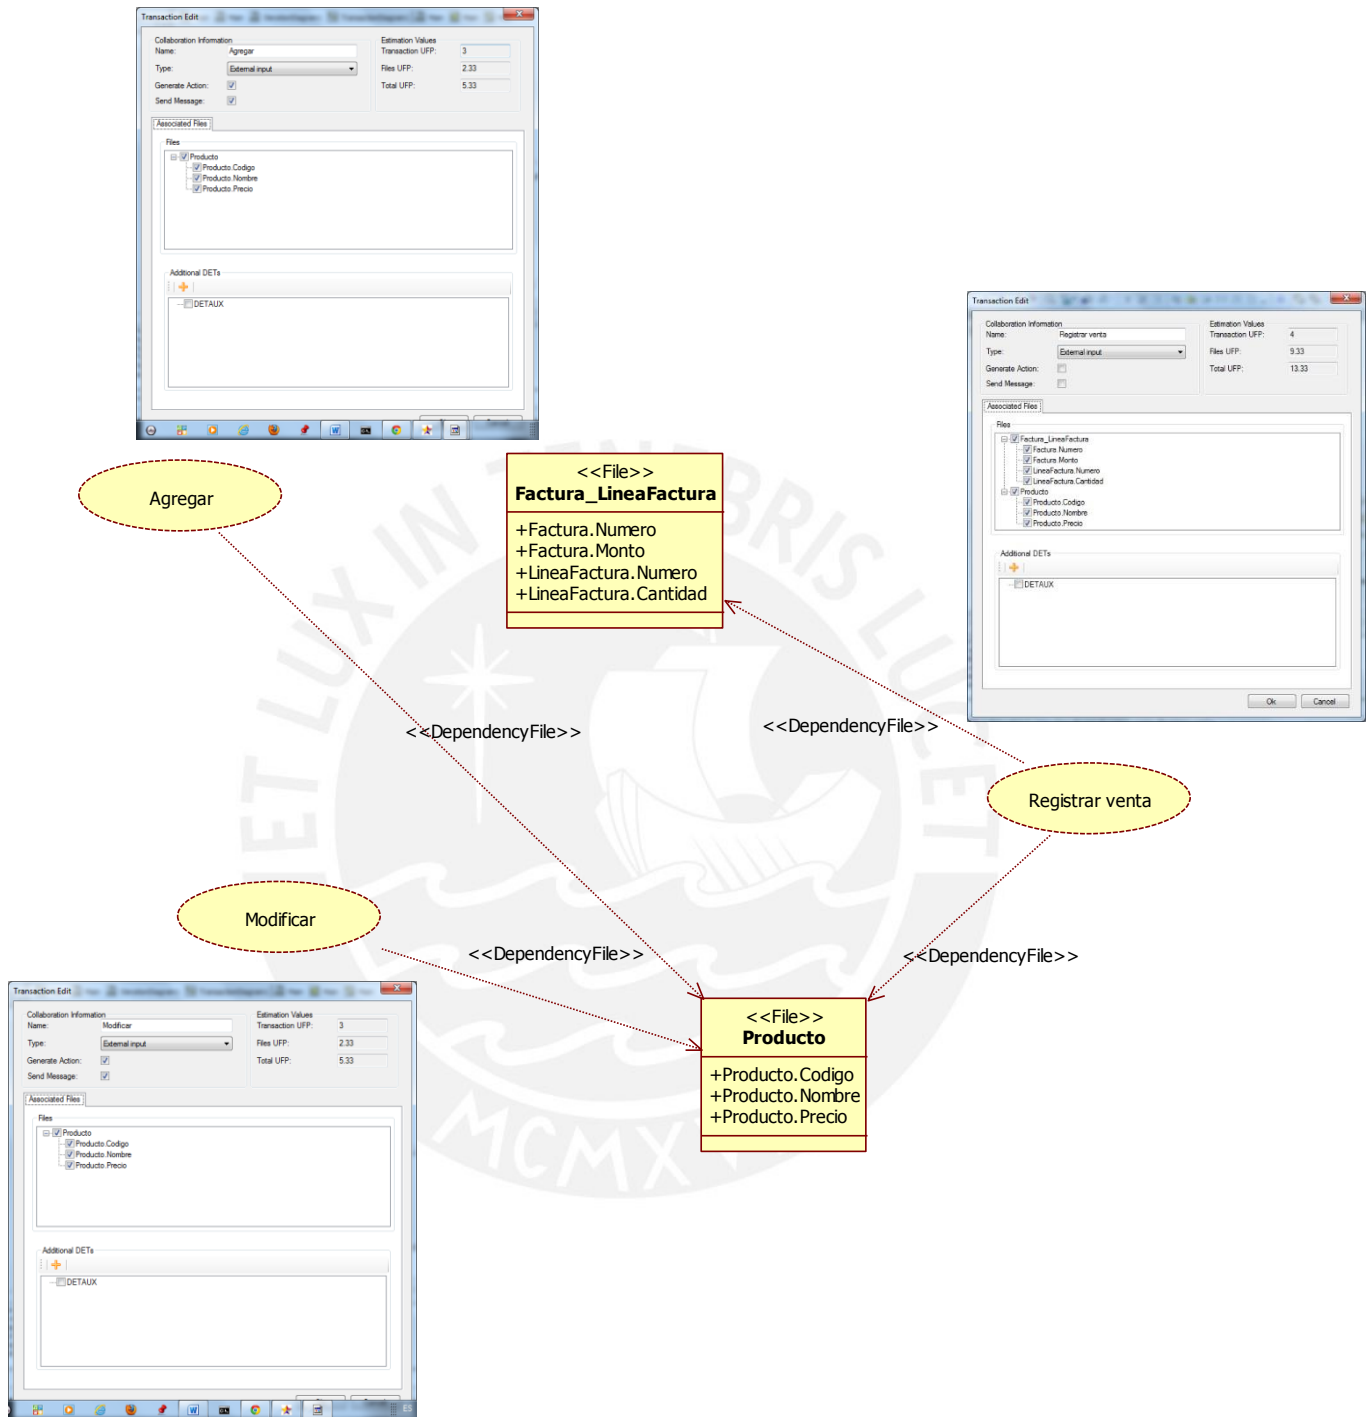 Transaction Edit
Collaboration Information
Name: Agregar
Type: External input
Generate Action:
Send Message:
Estimation Values
Transaction UFP: 3
Files UFP: 2.33
Total UFP: 5.33
Associated Files
Files
Producto
Producto.Codigo
Producto.Nombre
Producto.Precio
Additional DETs
DETAUX
Transaction Edit
Collaboration Information
Name: Registrar venta
Type: External input
Generate Action:
Send Message:
Estimation Values
Transaction UFP: 4
Files UFP: 9.33
Total UFP: 13.33
Associated Files
Files
Factura_LineaFactura
Factura.Numero
Factura.Monto
LineaFactura.Numero
LineaFactura.Cantidad
Producto
Producto.Codigo
Producto.Nombre
Producto.Precio
Additional DETs
DETAUX
Ok Cancel
Agregar
<<File>>
Factura_LineaFactura
+Factura.Numero
+Factura.Monto
+LineaFactura.Numero
+LineaFactura.Cantidad
<<DependencyFile>>
<<DependencyFile>>
Registrar venta
Modificar
<<DependencyFile>>
<<DependencyFile>>
<<File>>
Producto
+Producto.Codigo
+Producto.Nombre
+Producto.Precio
Transaction Edit
Collaboration Information
Name: Modificar
Type: External input
Generate Action:
Send Message:
Estimation Values
Transaction UFP: 3
Files UFP: 2.33
Total UFP: 5.33
Associated Files
Files
Producto
Producto.Codigo
Producto.Nombre
Producto.Precio
Additional DETs
DETAUX
ES
ET LUX IN TENEBRIS LUCET